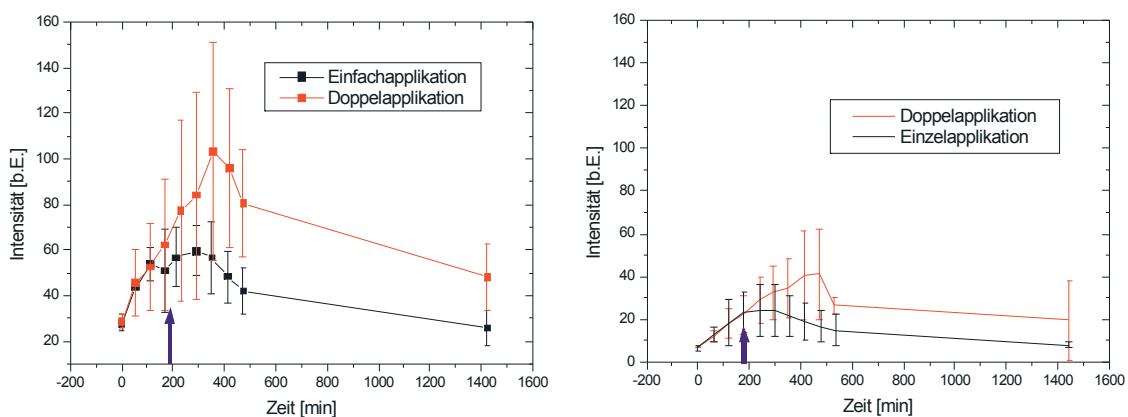 160
140
120
100
80
60
40
20
Intensität [b.E.]
Einfachapplikation
Doppelapplikation
-200 0 200 400 600 800 1000 1200 1400 1600
Zeit [min]
160
140
120
100
80
60
40
20
0
Intensität [b.E.]
Doppelapplikation
Einzelapplikation
-200 0 200 400 600 800 1000 1200 1400 1600
Zeit [min]